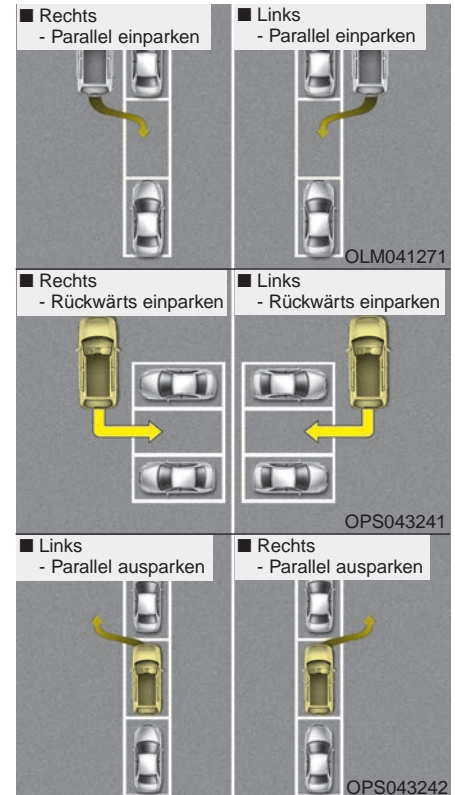 ■ Rechts
- Parallel einparken
■ Links
- Parallel einparken
OLM041271
■ Rechts
- Rückwärts einparken
■ Links
- Rückwärts einparken
OPS043241
■ Links
- Parallel ausparken
■ Rechts
- Parallel ausparken
OPS043242